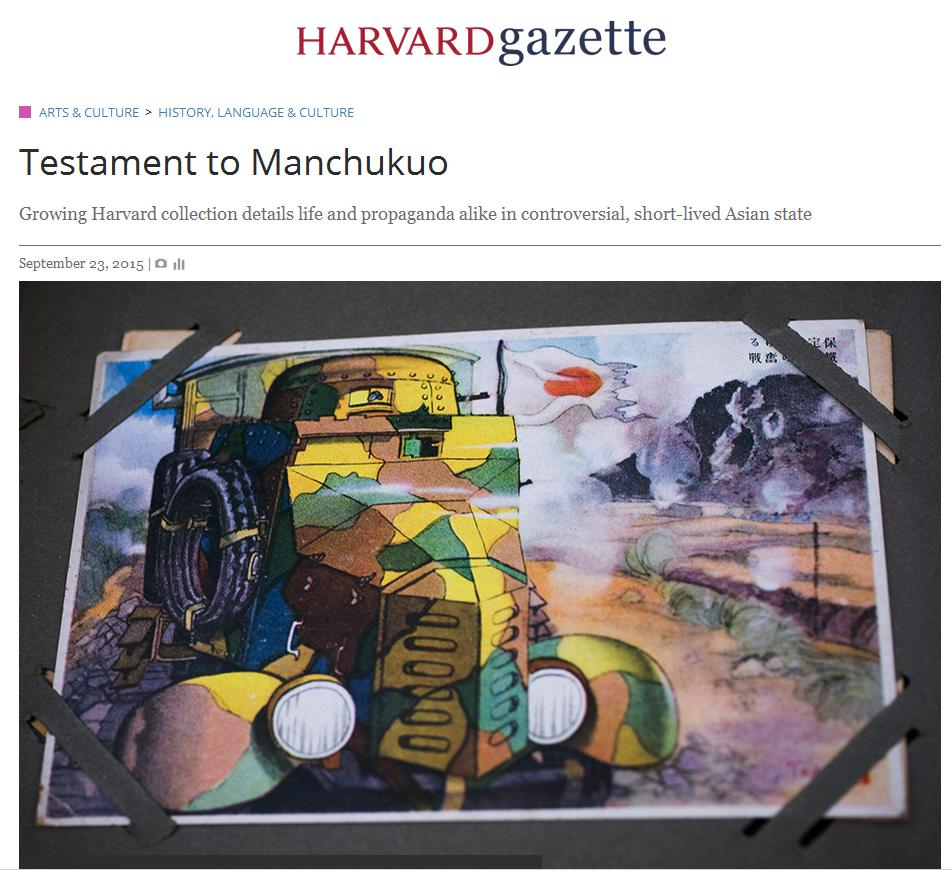 HARVARDgazette
ARTS & CULTURE > HISTORY, LANGUAGE & CULTURE
Testament to Manchukuo
Growing Harvard collection details life and propaganda alike in controversial, short-lived Asian state
September 23, 2015 |